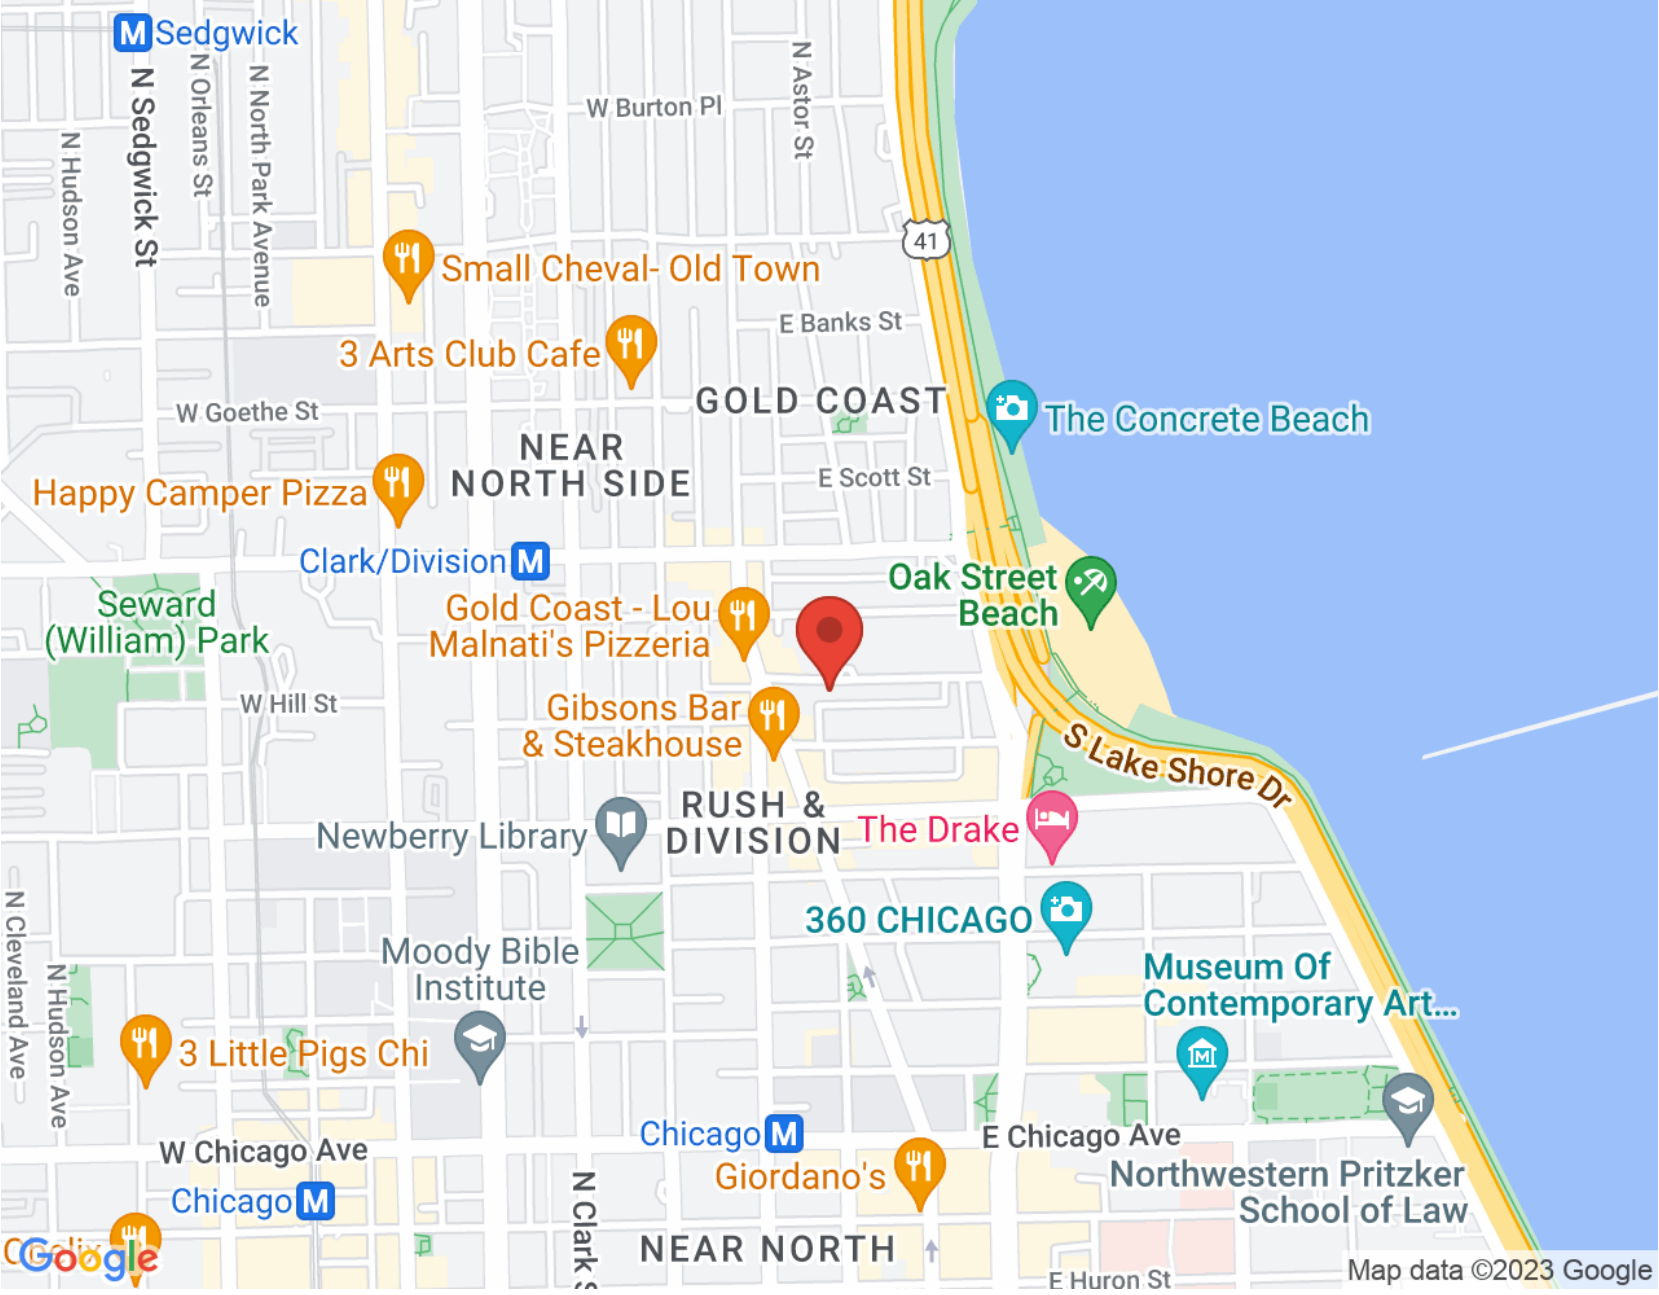 Sedgwick
N Sedgwick St
N Orleans St
N North Park Avenue
N Hudson Ave
W Burton Pl
N Astor St
41
Small Cheval- Old Town
E Banks St
3 Arts Club Cafe
GOLD COAST
W Goethe St
The Concrete Beach
NEAR
NORTH SIDE
E Scott St
Happy Camper Pizza
Clark/Division
Oak Street
Beach
Seward
(William) Park
Gold Coast - Lou
Malnati's Pizzeria
W Hill St
Gibsons Bar
& Steakhouse
S Lake Shore Dr
RUSH &
DIVISION
Newberry Library
The Drake
N Cleveland Ave
360 CHICAGO
Moody Bible
Institute
Museum Of
Contemporary Art...
N Hudson Ave
3 Little Pigs Chi
Chicago
E Chicago Ave
W Chicago Ave
Giordano's
Northwestern Pritzker
School of Law
Chicago
N Clark S
NEAR NORTH
Google
E Huron St
Map data ©2023 Google